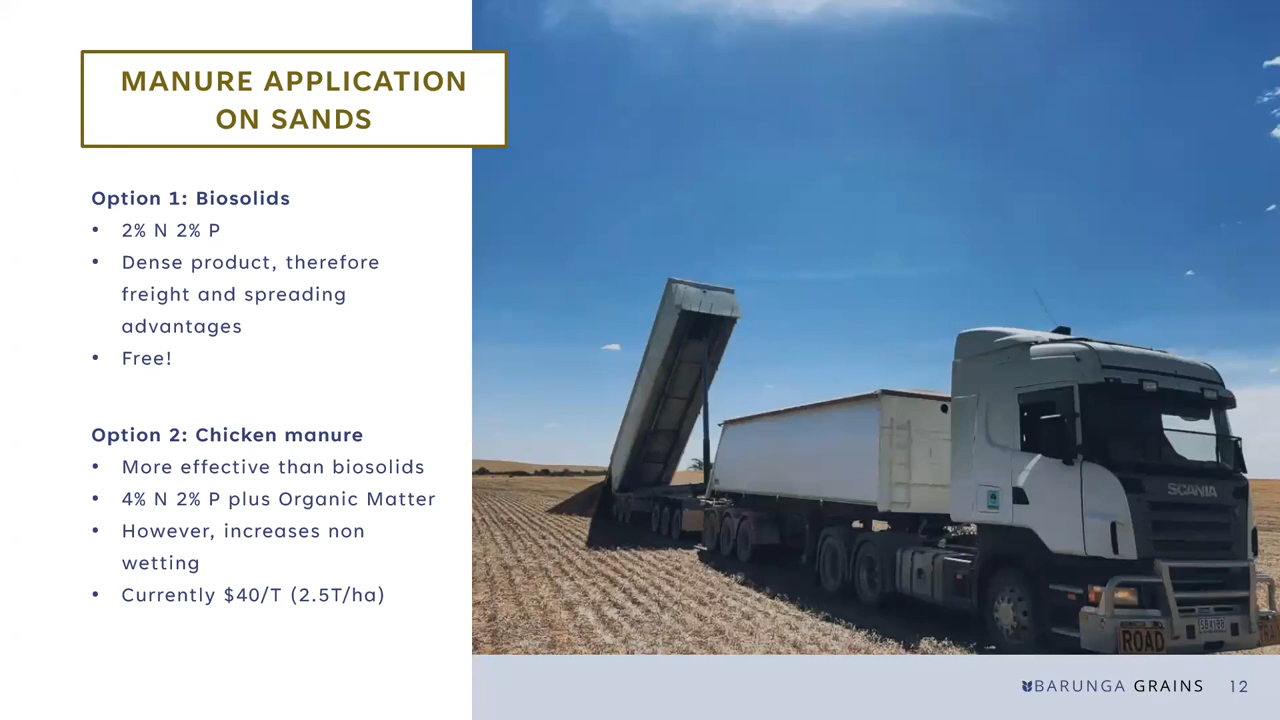 MANURE APPLICATION
ON SANDS
Option 1: Biosolids
• 2% N 2% P
• Dense product, therefore
freight and spreading
advantages
• Free!
Option 2: Chicken manure
• More effective than biosolids
• 4% N 2% P plus Organic Matter
• However, increases non
wetting
• Currently $40/T (2.5T/ha)
SCANIA
ROAD
BARUNGA GRAINS 12